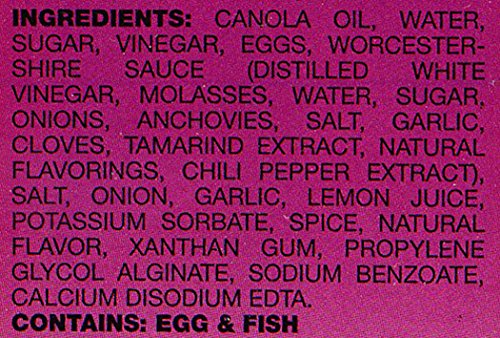 INGREDIENTS: CANOLA OIL, WATER,
SUGAR, VINEGAR, EGGS, WORCESTER-
SHIRE SAUCE (DISTILLED WHITE
VINEGAR, MOLASSES, WATER, SUGAR,
ONIONS, ANCHOVIES, SALT, GARLIC,
CLOVES, TAMARIND EXTRACT, NATURAL
FLAVORINGS, CHILI PEPPER EXTRACT),
SALT, ONION, GARLIC, LEMON JUICE,
POTASSIUM SORBATE, SPICE, NATURAL
FLAVOR, XANTHAN GUM, PROPYLENE
GLYCOL ALGINATE, SODIUM BENZOATE,
CALCIUM DISODIUM EDTA.
CONTAINS: EGG & FISH